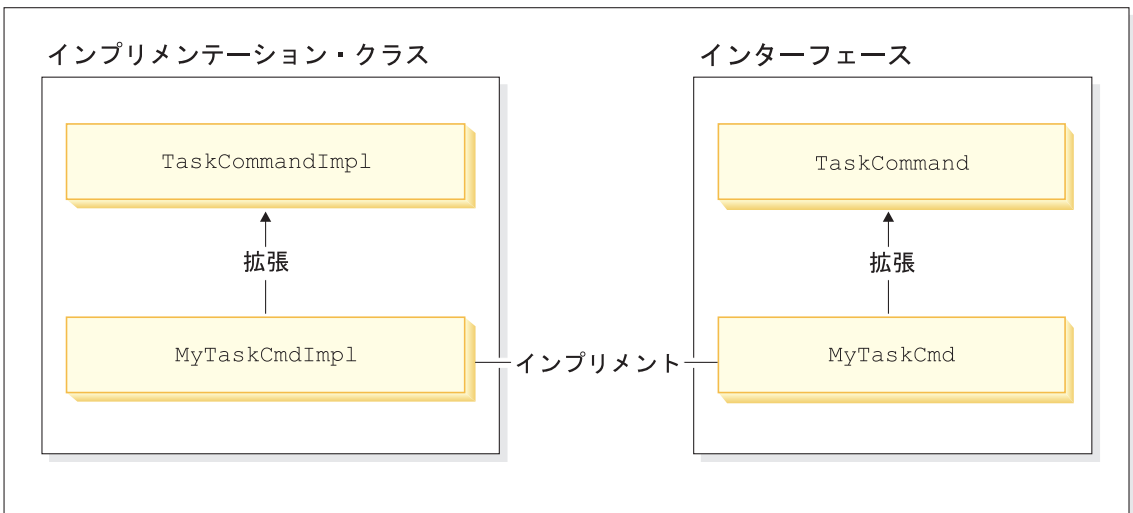 インプリメンテーション・クラス
インターフェース
TaskCommandImpl
TaskCommand
拡張
拡張
MyTaskCmdImpl
インプリメント
MyTaskCmd